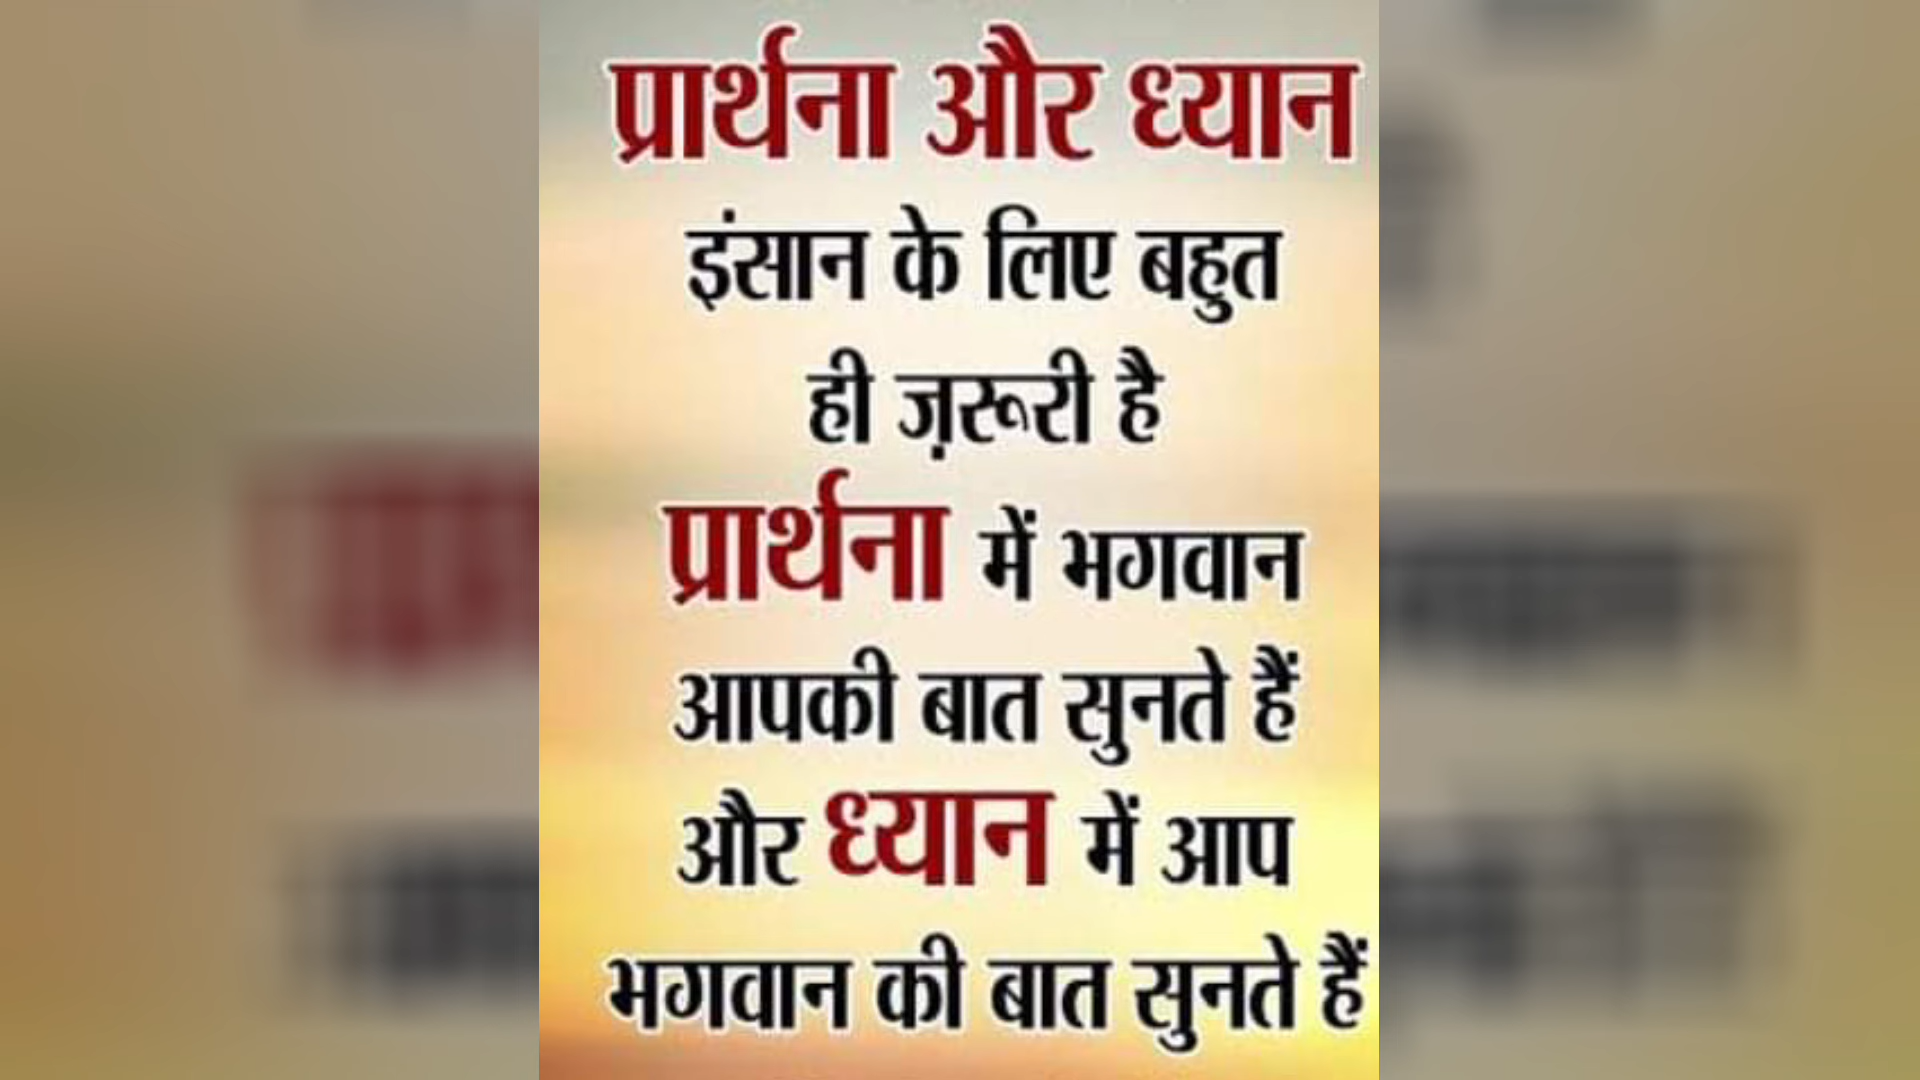 प्रार्थना और ध्यान
इंसान के लिए बहुत
ही ज़रूरी है
प्रार्थना में भगवान
आपकी बात सुनते हैं
और ध्यान में आप
भगवान की बात सुनते हैं